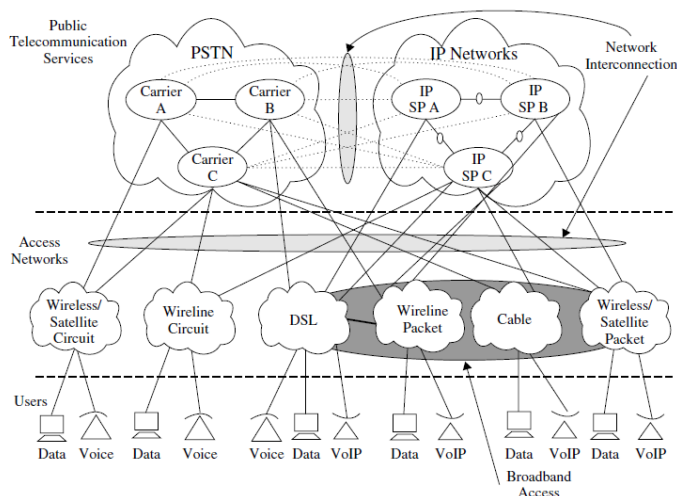 Public
Telecommunication
Services
PSTN
IP Networks
Network
Interconnection
Carrier
A
Carrier
B
Carrier
C
IP
SP A
IP
SP B
IP
SP C
Access
Networks
Wireless/
Satellite
Circuit
Wireline
Circuit
DSL
Wireline
Packet
Cable
Wireless/
Satellite
Packet
Users
Data
Voice
Data
Voice
Voice
Data
VoIP
Data
VoIP
Data
VoIP
Data
VoIP
Broadband
Access